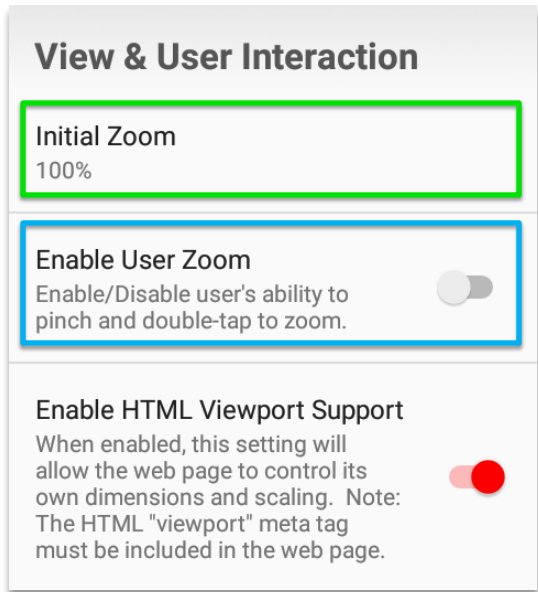 View & User Interaction
Initial Zoom
100%
Enable User Zoom
Enable/Disable user's ability to
pinch and double-tap to zoom.
Enable HTML Viewport Support
When enabled, this setting will
allow the web page to control its
own dimensions and scaling.  Note:
The HTML "viewport" meta tag
must be included in the web page.